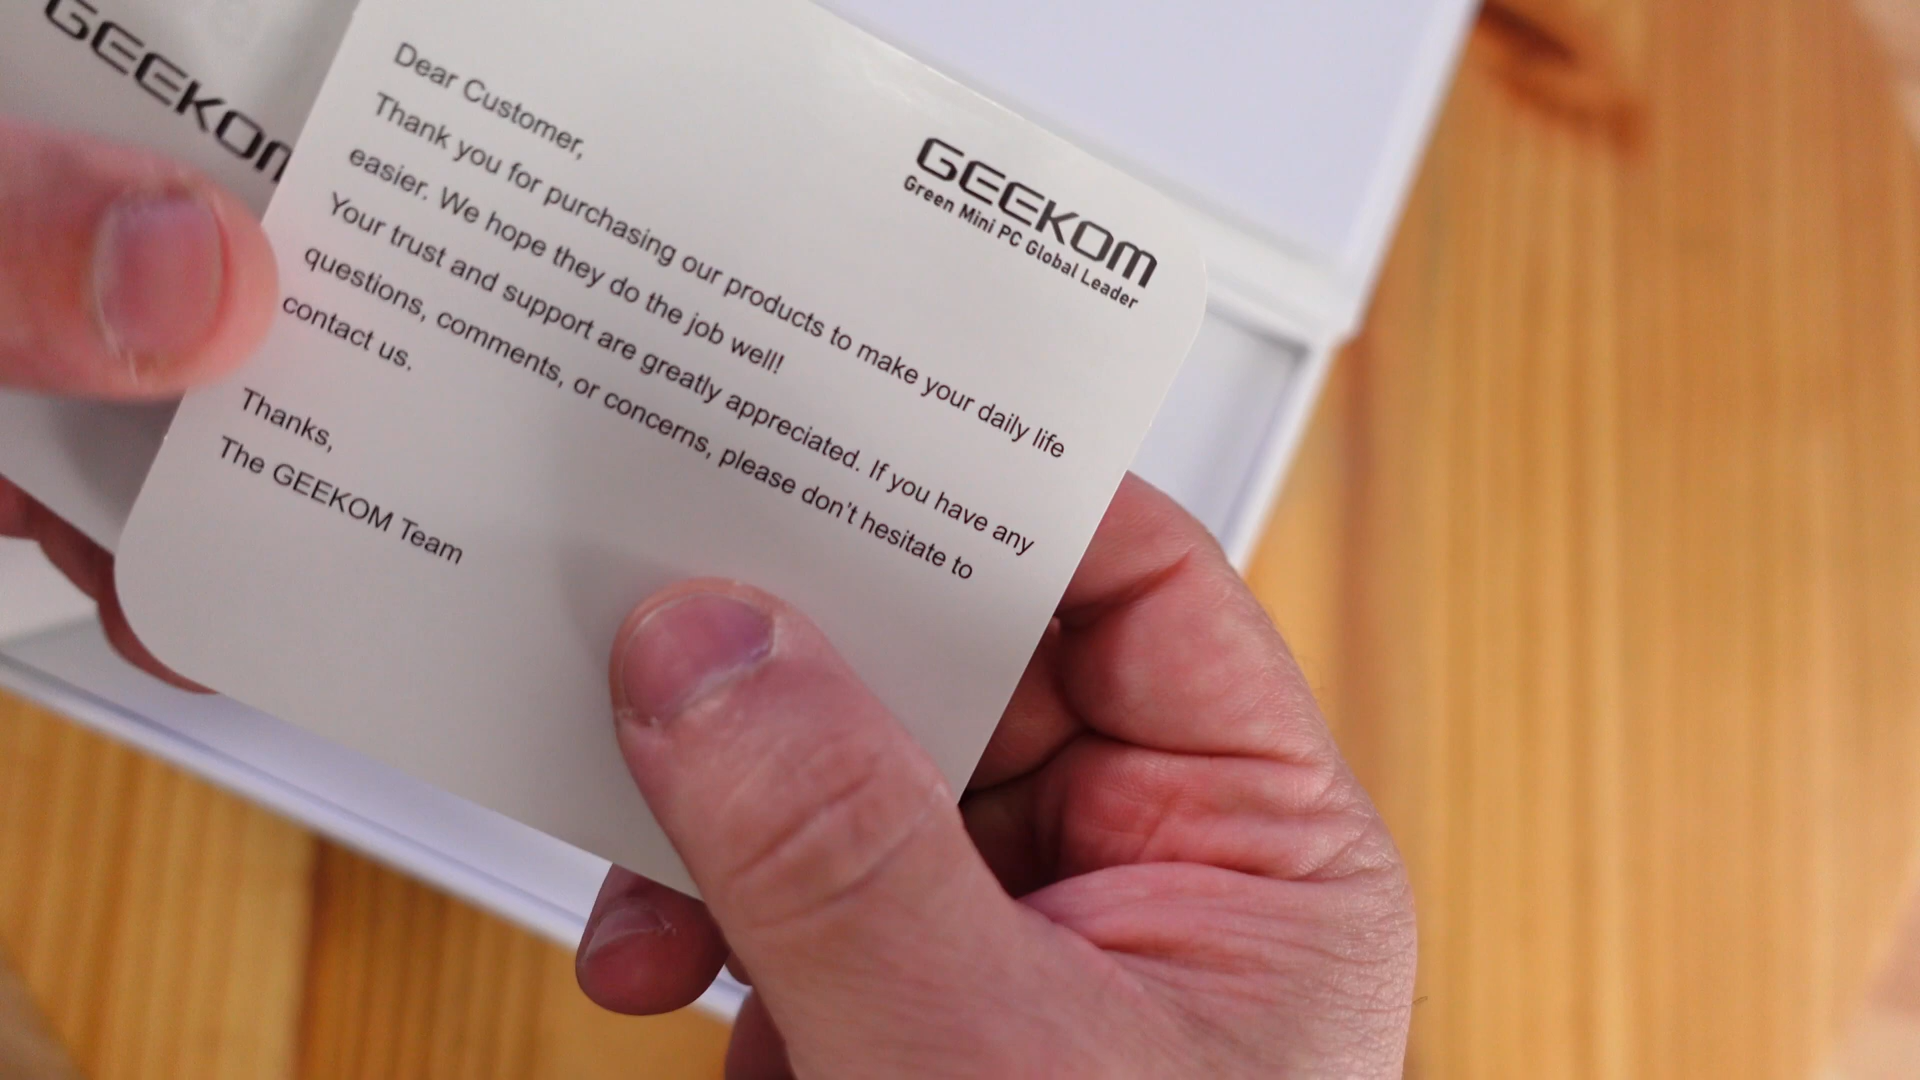 GEEKOM
GEEKOM
Green Mini PC Global Leader
Dear Customer,
Thank you for purchasing our products to make your daily life
easier. We hope they do the job well!
Your trust and support are greatly appreciated. If you have any
questions, comments, or concerns, please don't hesitate to
contact us.
Thanks,
The GEEKOM Team